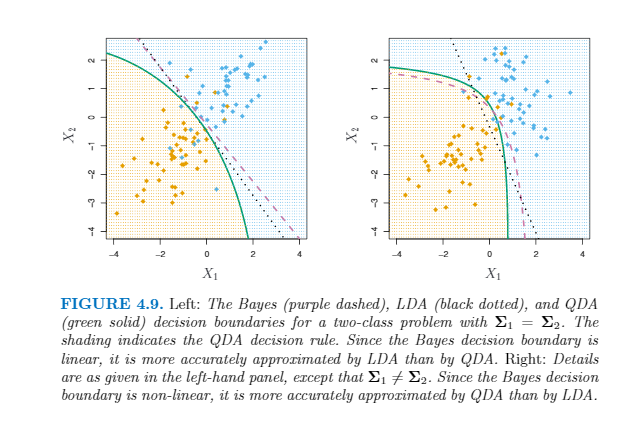 2
1
0
−1
−2
−3
−4
X2
−4 −2 0 2 4
X1
2
1
0
−1
−2
−3
−4
X2
−4 −2 0 2 4
X1
FIGURE 4.9. Left: The Bayes (purple dashed), LDA (black dotted), and QDA
(green solid) decision boundaries for a two-class problem with Σ1 = Σ2. The
shading indicates the QDA decision rule. Since the Bayes decision boundary is
linear, it is more accurately approximated by LDA than by QDA. Right: Details
are as given in the left-hand panel, except that Σ1 ≠ Σ2. Since the Bayes decision
boundary is non-linear, it is more accurately approximated by QDA than by LDA.